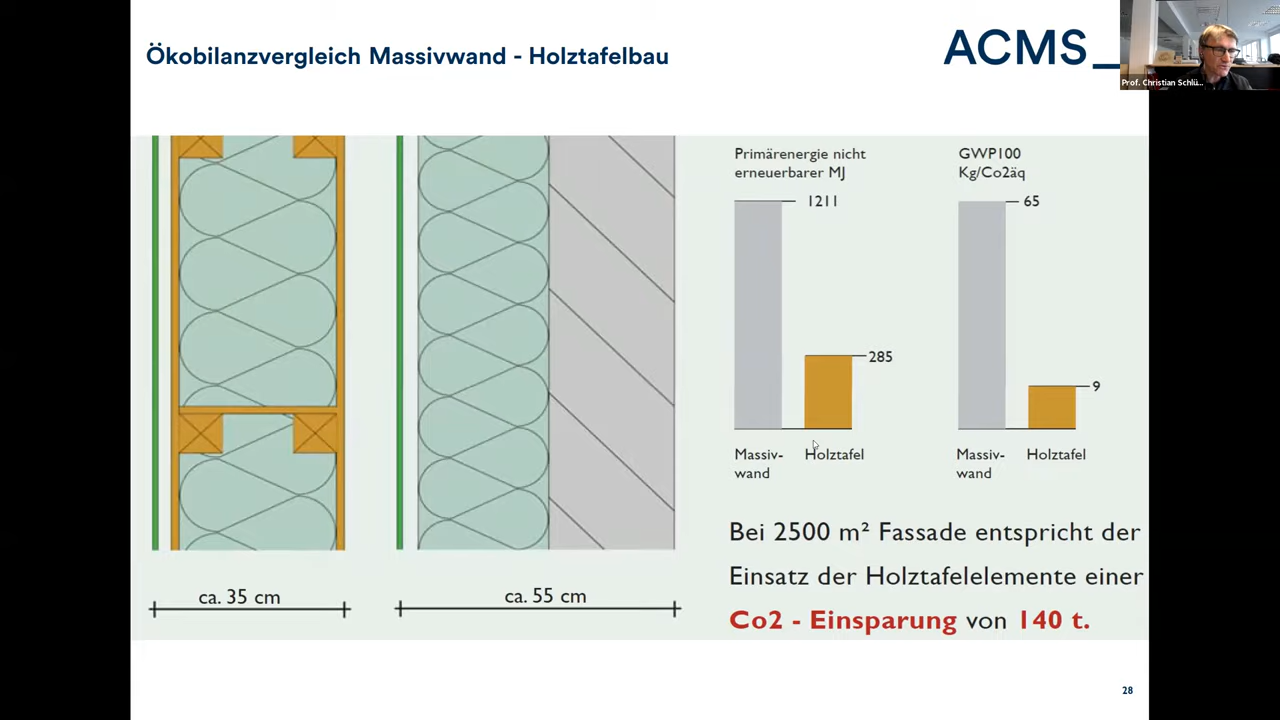 Ökobilanzvergleich Massivwand - Holztafelbau
ACMS_
Prof. Christian Schlü...
Primärenergie nicht
erneuerbarer MJ
1211
285
Massiv-
wand
Holztafel
GWP100
Kg/Co2äq
65
9
Massiv-
wand
Holztafel
ca. 35 cm
ca. 55 cm
Bei 2500 m² Fassade entspricht der
Einsatz der Holztafelelemente einer
Co2 - Einsparung von 140 t.
28